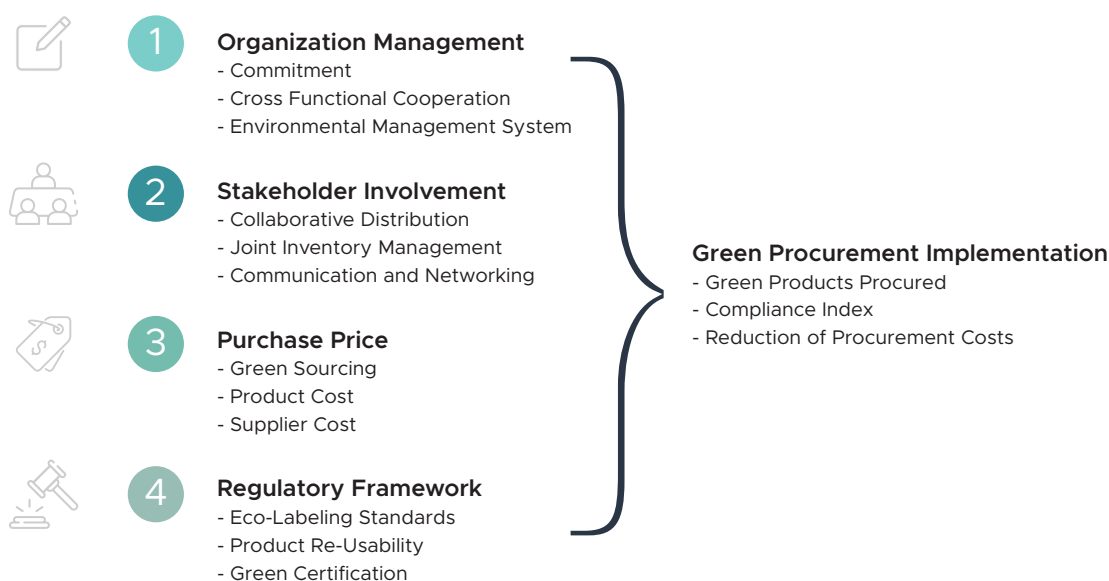 1
Organization Management
- Commitment
- Cross Functional Cooperation
- Environmental Management System
2
Stakeholder Involvement
- Collaborative Distribution
- Joint Inventory Management
- Communication and Networking
3
Purchase Price
- Green Sourcing
- Product Cost
- Supplier Cost
4
Regulatory Framework
- Eco-Labeling Standards
- Product Re-Usability
- Green Certification
Green Procurement Implementation
- Green Products Procured
- Compliance Index
- Reduction of Procurement Costs
$